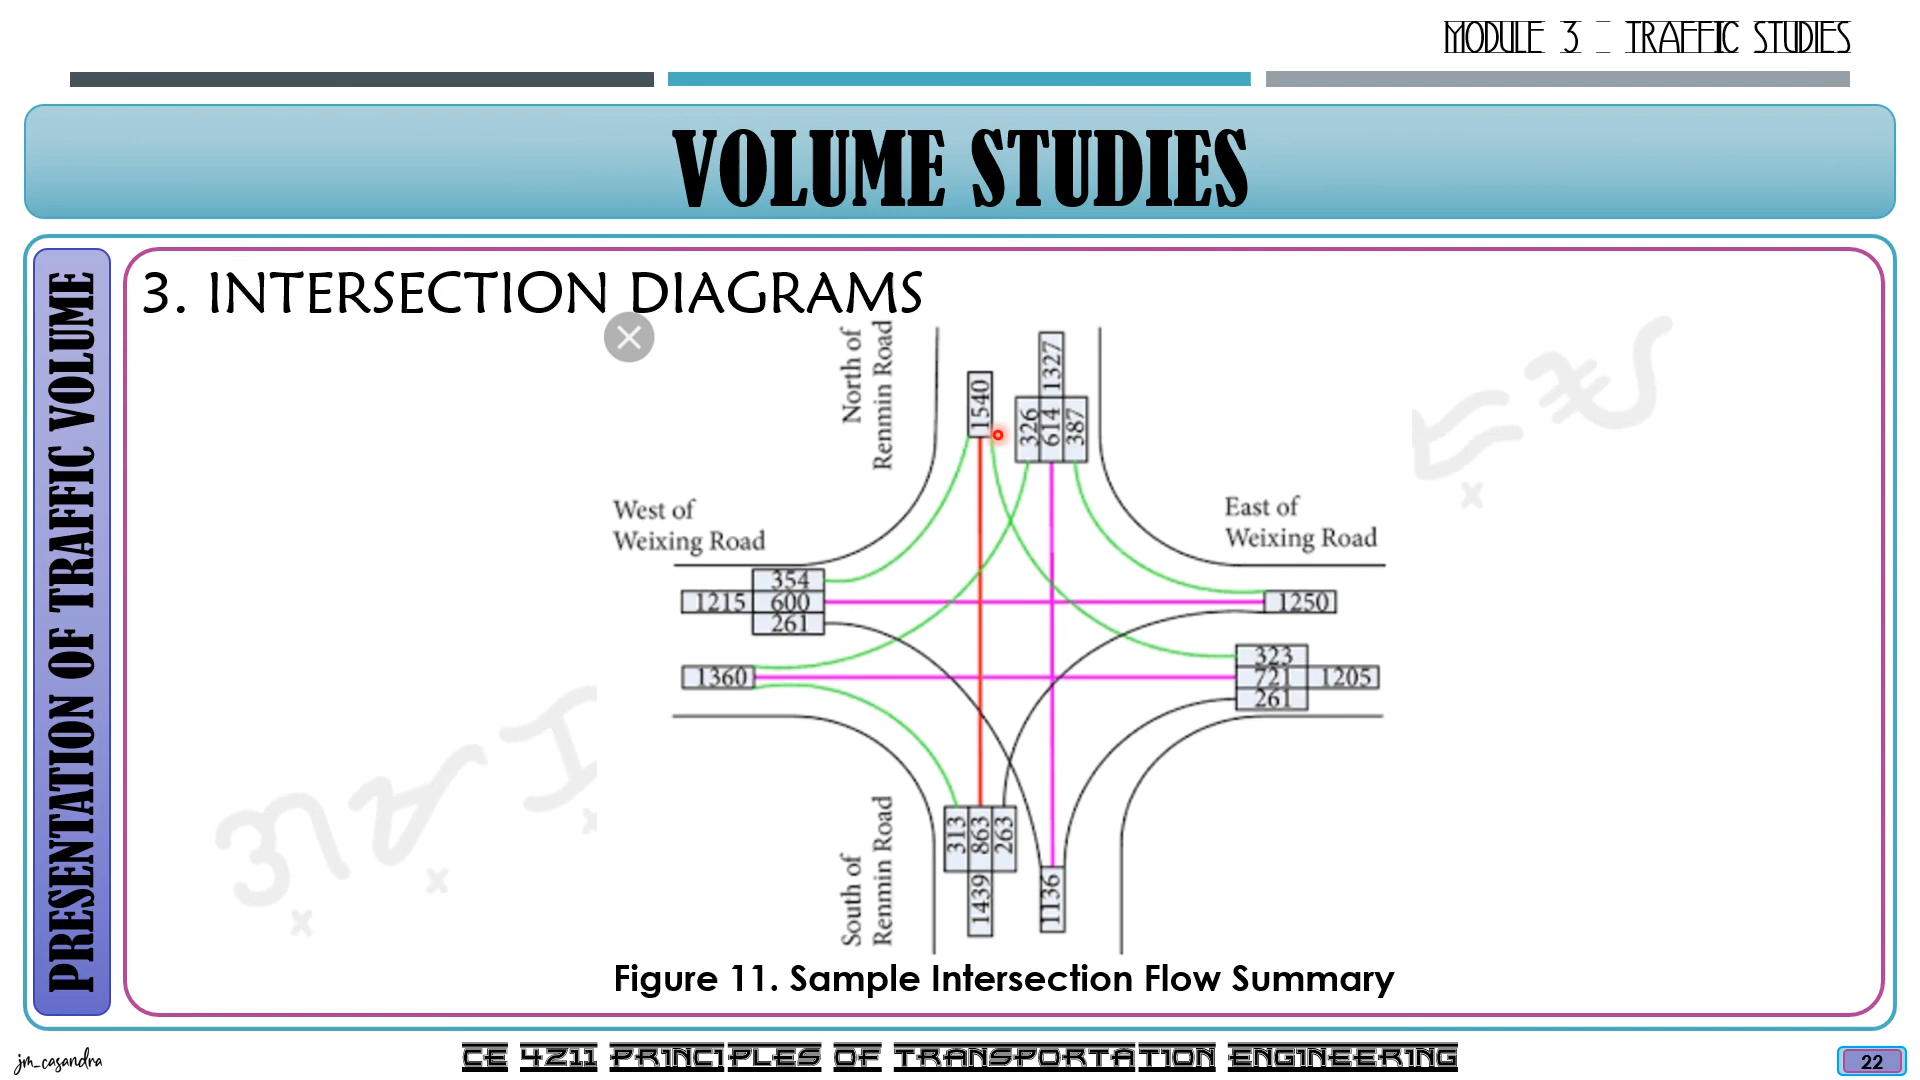 MODULE 3 – TRAFFIC STUDIES
VOLUME STUDIES
PRESENTATION OF TRAFFIC VOLUME
3. INTERSECTION DIAGRAMS
North of
Renmin Road
1540
1327
326 614 387
West of
Weixing Road
East of
Weixing Road
354
1215 600
261
1250
1360
323
721 1205
261
South of
Renmin Road
313 863 263
1439
1136
Figure 11. Sample Intersection Flow Summary
jm_casandra
CE 4211 PRINCIPLES OF TRANSPORTATION ENGINEERING
22